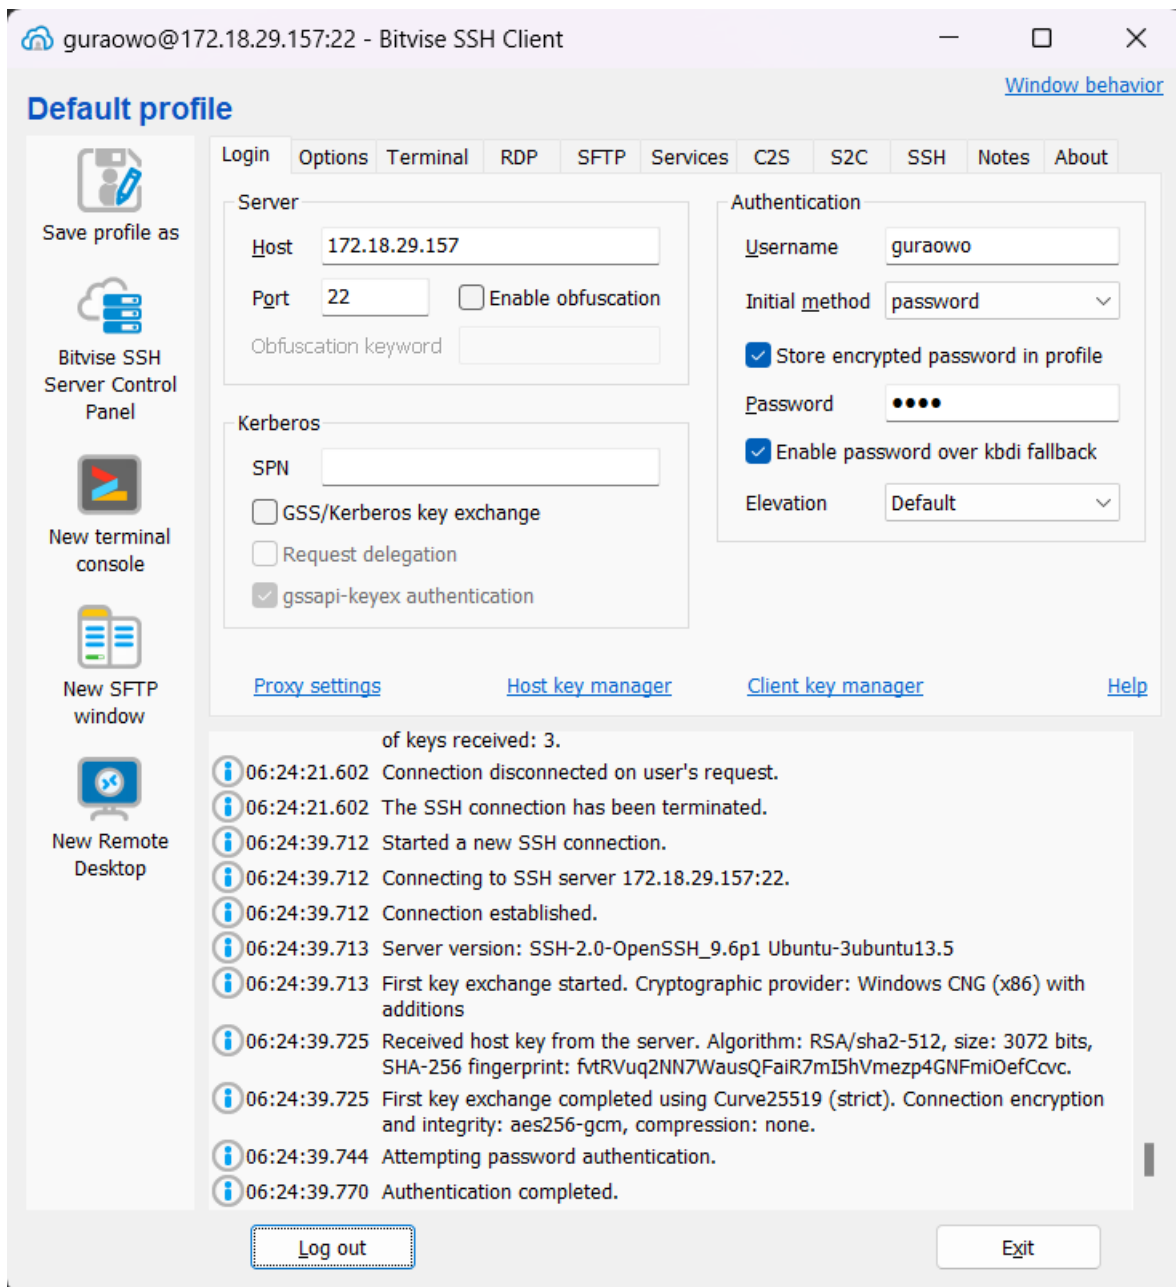 guraowo@172.18.29.157:22 - Bitvise SSH Client
Window behavior
Default profile
Save profile as
Bitvise SSH
Server Control
Panel
New terminal
console
New SFTP
window
New Remote
Desktop
Login Options Terminal RDP SFTP Services C2S S2C SSH Notes About
Server
Host 172.18.29.157
Port 22 Enable obfuscation
Obfuscation keyword
Kerberos
SPN
GSS/Kerberos key exchange
Request delegation
gssapi-keyex authentication
Authentication
Username guraowo
Initial method password
Store encrypted password in profile
Password ••••
Enable password over kbdi fallback
Elevation Default
Proxy settings Host key manager Client key manager Help
of keys received: 3.
06:24:21.602 Connection disconnected on user's request.
06:24:21.602 The SSH connection has been terminated.
06:24:39.712 Started a new SSH connection.
06:24:39.712 Connecting to SSH server 172.18.29.157:22.
06:24:39.712 Connection established.
06:24:39.713 Server version: SSH-2.0-OpenSSH_9.6p1 Ubuntu-3ubuntu13.5
06:24:39.713 First key exchange started. Cryptographic provider: Windows CNG (x86) with
additions
06:24:39.725 Received host key from the server. Algorithm: RSA/sha2-512, size: 3072 bits,
SHA-256 fingerprint: fvtRVuq2NN7WausQFaiR7mI5hVmezp4GNFmiOefCcvc.
06:24:39.725 First key exchange completed using Curve25519 (strict). Connection encryption
and integrity: aes256-gcm, compression: none.
06:24:39.744 Attempting password authentication.
06:24:39.770 Authentication completed.
Log out Exit